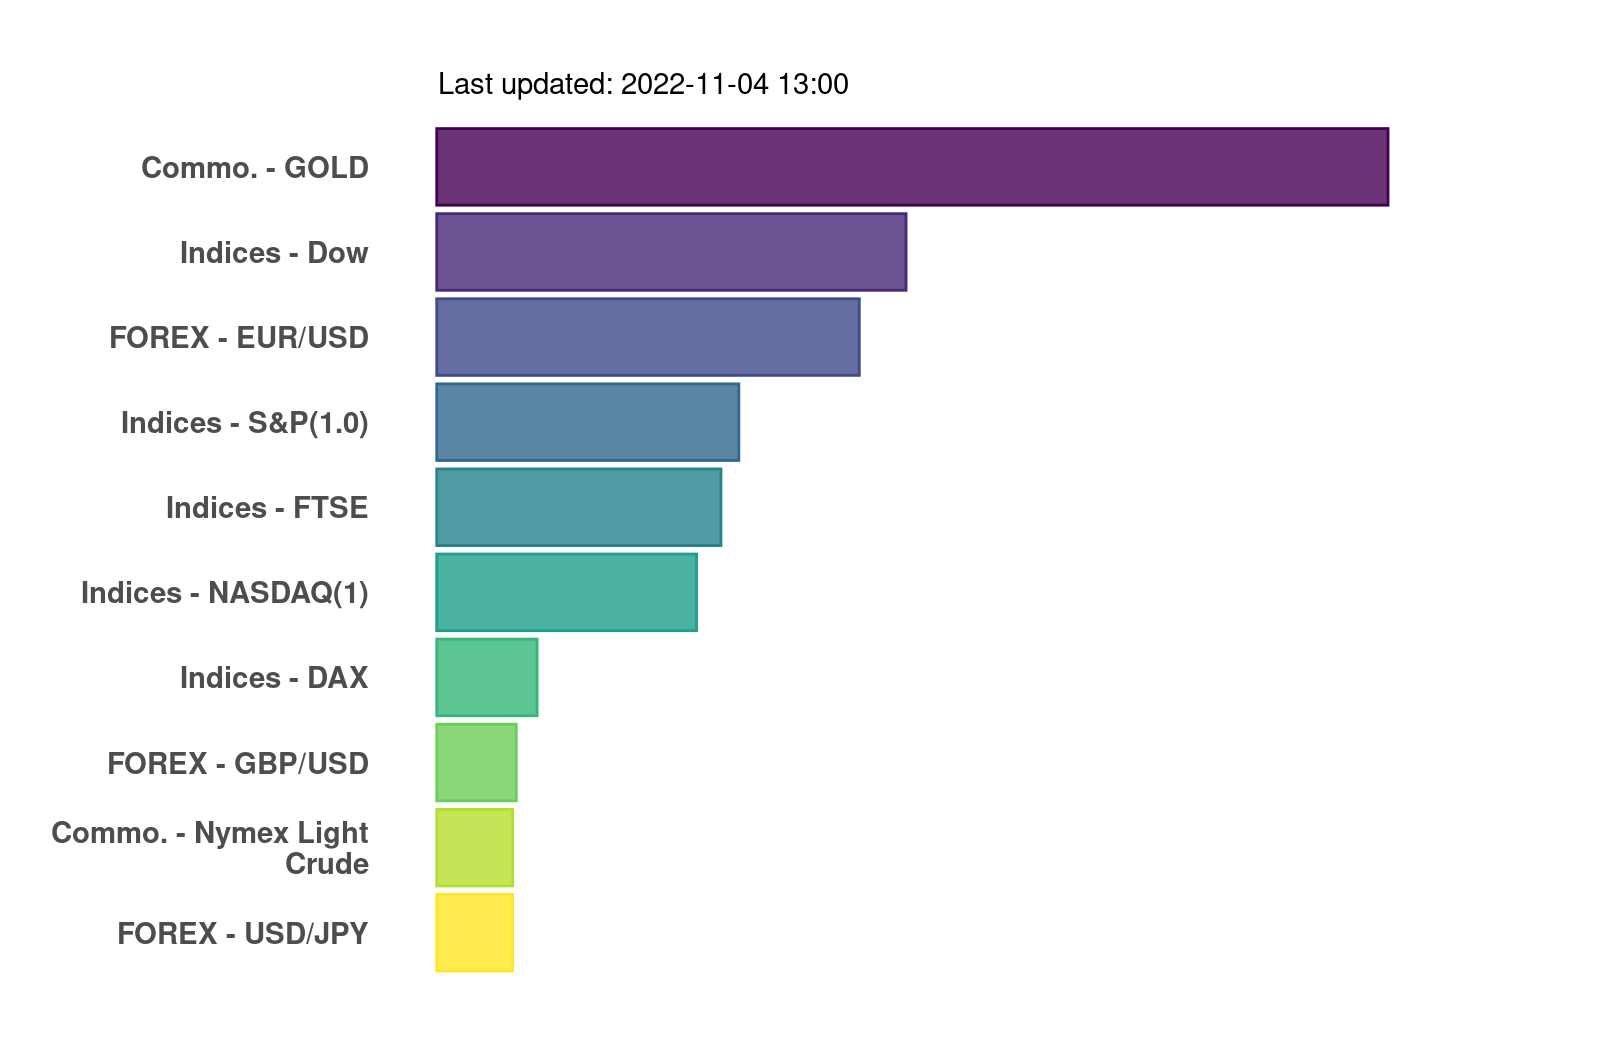 Last updated: 2022-11-04 13:00
Commo. - GOLD
Indices - Dow
FOREX - EUR/USD
Indices - S&P(1.0)
Indices - FTSE
Indices - NASDAQ(1)
Indices - DAX
FOREX - GBP/USD
Commo. - Nymex Light
Crude
FOREX - USD/JPY